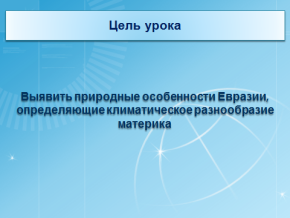 Цель урока
Выявить природные особенности Евразии,
определяющие климатическое разнообразие
материка